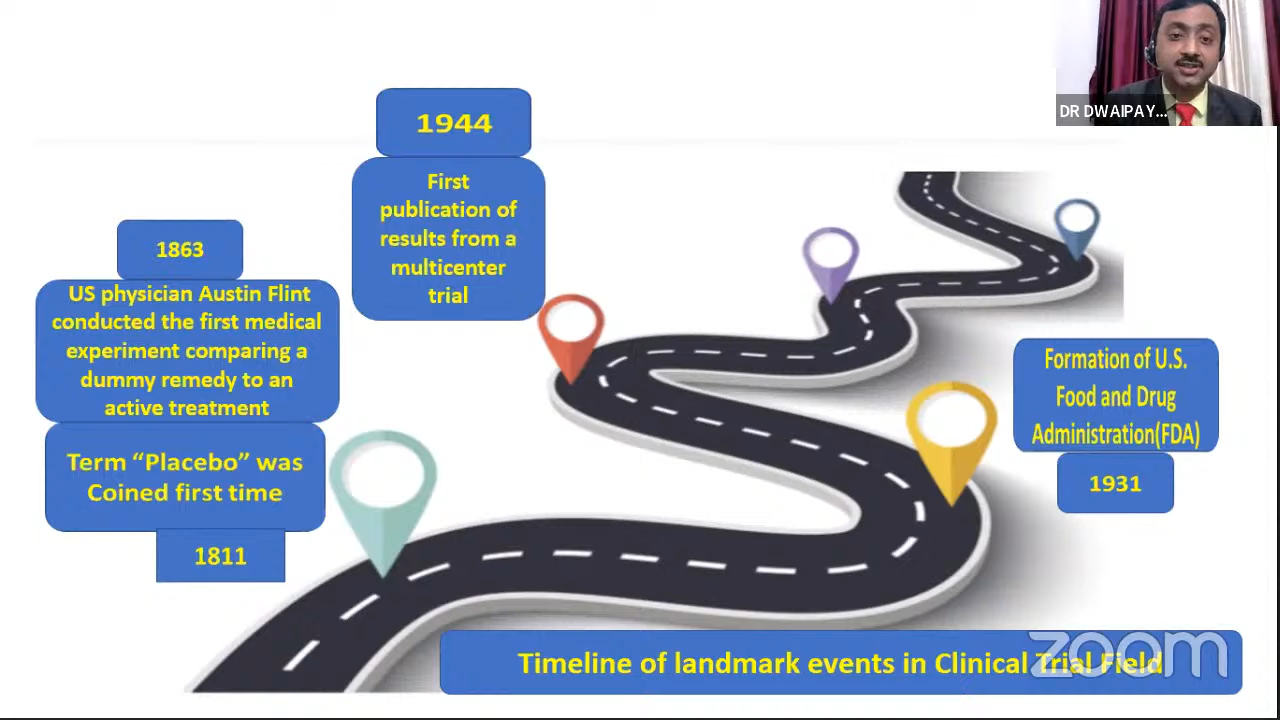 DR DWAIPAY...
1944
First
publication of
results from a
multicenter
trial
1863
US physician Austin Flint
conducted the first medical
experiment comparing a
dummy remedy to an
active treatment
Term “Placebo” was
Coined first time
1811
Formation of U.S.
Food and Drug
Administration(FDA)
1931
Timeline of landmark events in Clinical Trial Field
zoom